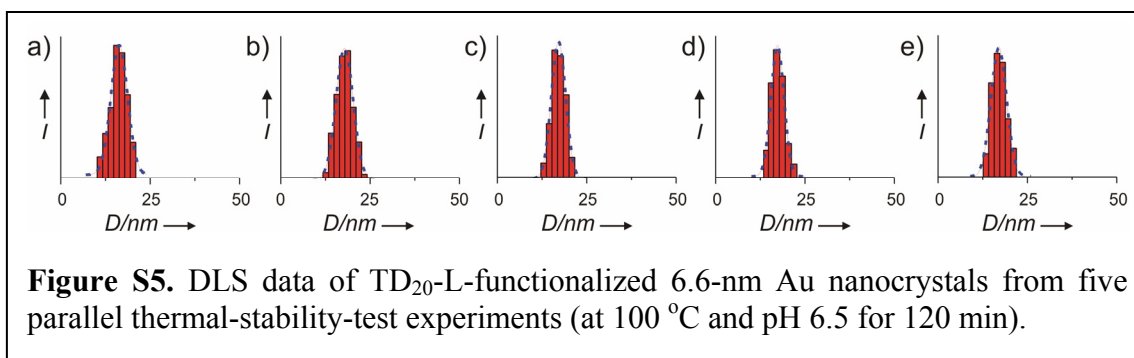 a) b) c) d) e)
I I I I I
0 25 50 0 25 50 0 25 50 0 25 50 0 25 50
D/nm D/nm D/nm D/nm D/nm
Figure S5. DLS data of TD₂₀-L-functionalized 6.6-nm Au nanocrystals from five
parallel thermal-stability-test experiments (at 100 °C and pH 6.5 for 120 min).